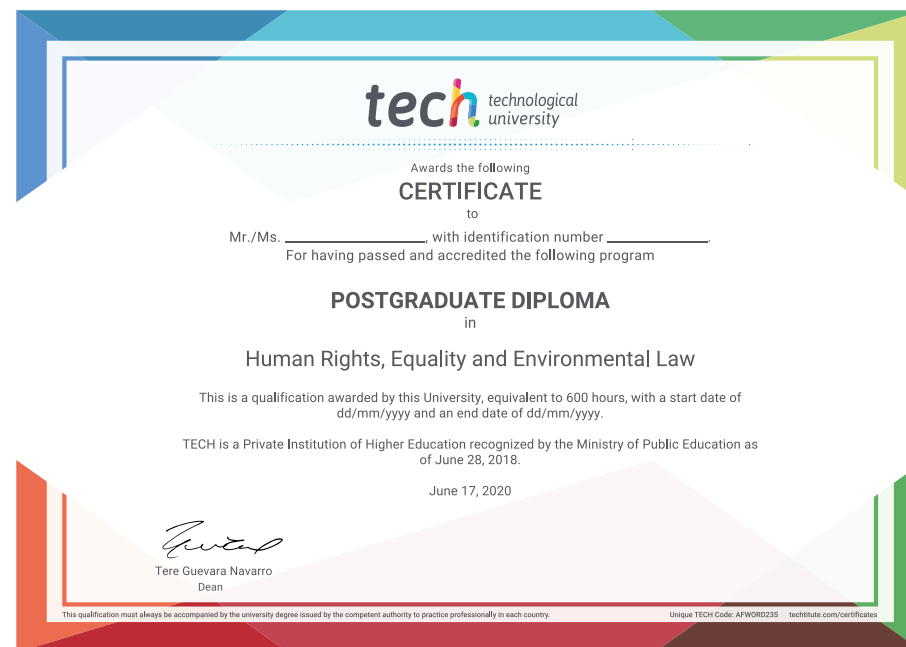 tech technological
university
Awards the following
CERTIFICATE
to
Mr./Ms. ____________________, with identification number ______________.
For having passed and accredited the following program
POSTGRADUATE DIPLOMA
in
Human Rights, Equality and Environmental Law
This is a qualification awarded by this University, equivalent to 600 hours, with a start date of
dd/mm/yyyy and an end date of dd/mm/yyyy.
TECH is a Private Institution of Higher Education recognized by the Ministry of Public Education as
of June 28, 2018.
June 17, 2020
Tere Guevara Navarro
Dean
This qualification must always be accompanied by the university degree issued by the competent authority to practice professionally in each country.
Unique TECH Code: AFWORD23S techtitute.com/certificates